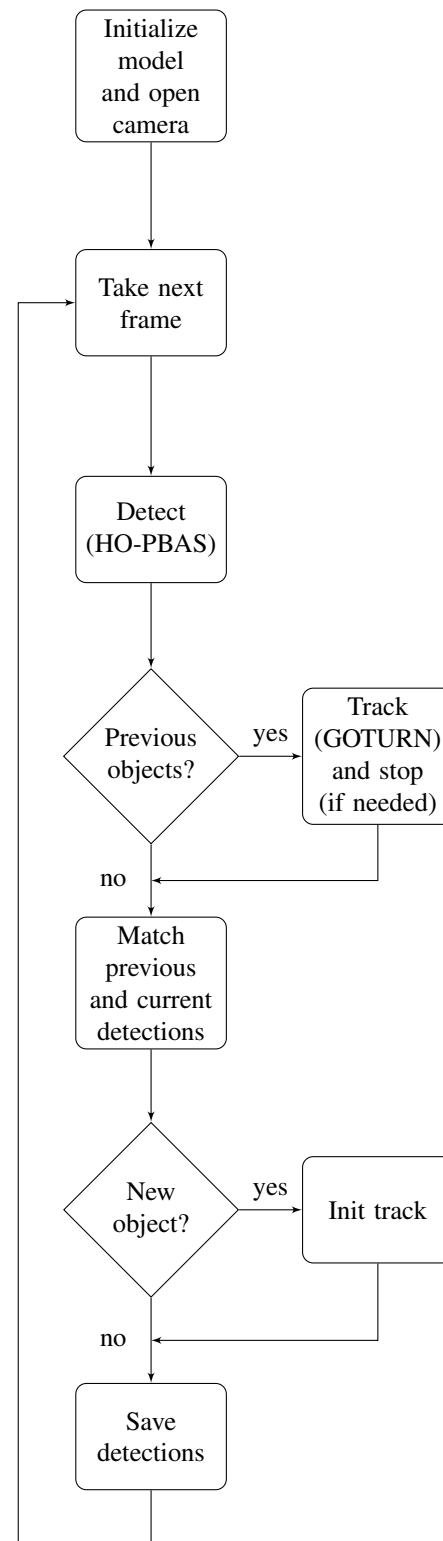 Initialize
model
and open
camera
Take next
frame
Detect
(HO-PBAS)
Previous
objects?
yes
Track
(GOTURN)
and stop
(if needed)
no
Match
previous
and current
detections
New
object?
yes
Init track
no
Save
detections